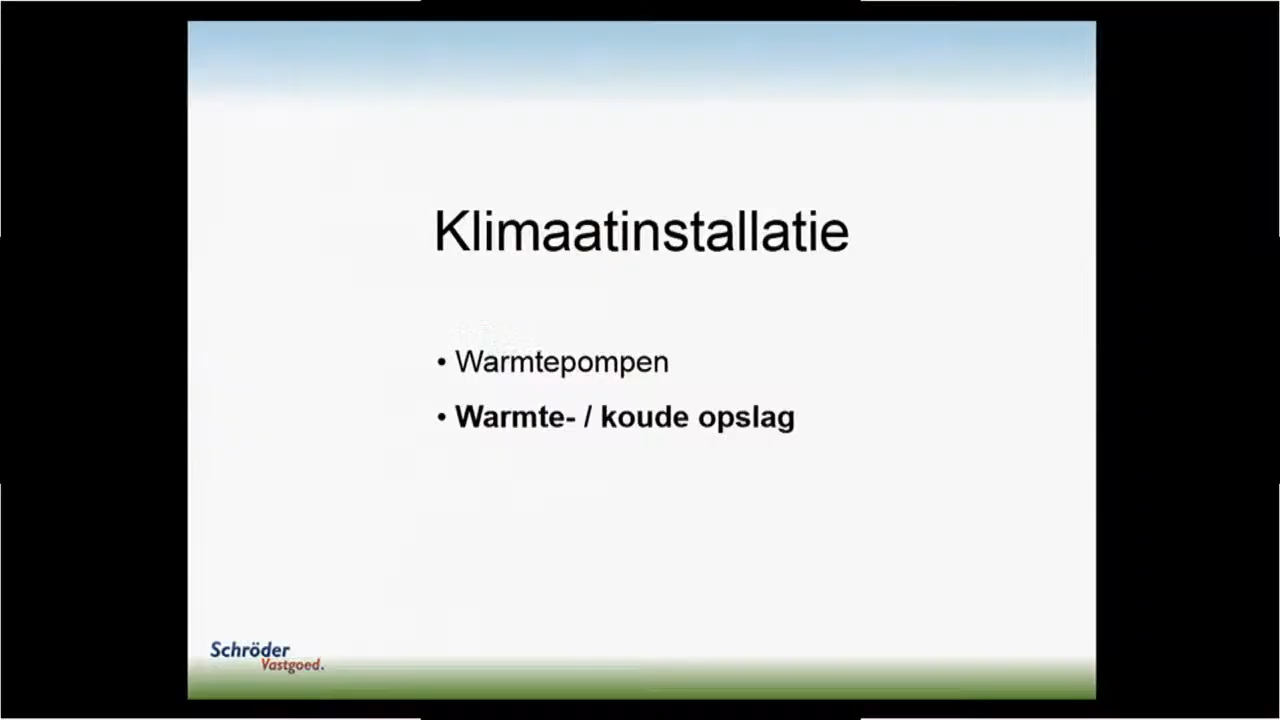 Klimaatinstallatie
• Warmtepompen
• Warmte- / koude opslag
Schröder
Vastgoed.